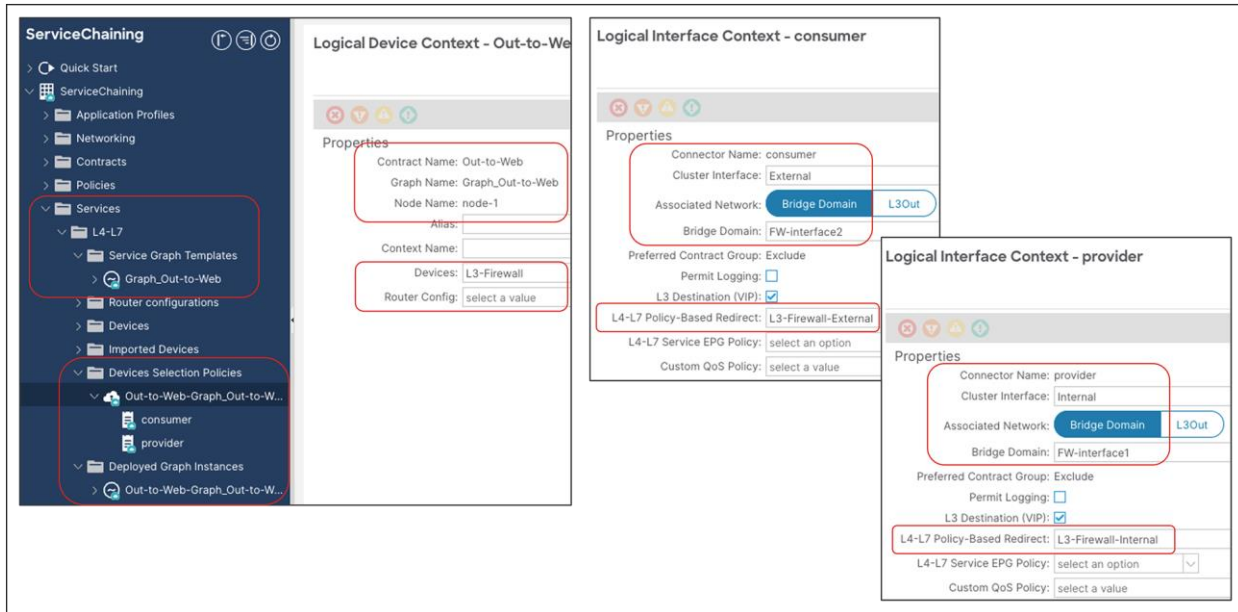 ServiceChaining
Quick Start
ServiceChaining
Application Profiles
Networking
Contracts
Policies
Services
L4-L7
Service Graph Templates
Graph_Out-to-Web
Router configurations
Devices
Imported Devices
Devices Selection Policies
Out-to-Web-Graph_Out-to-W...
consumer
provider
Deployed Graph Instances
Out-to-Web-Graph_Out-to-W...
Logical Device Context - Out-to-We
Properties
Contract Name: Out-to-Web
Graph Name: Graph_Out-to-Web
Node Name: node-1
Alias:
Context Name:
Devices: L3-Firewall
Router Config: select a value
Logical Interface Context - consumer
Properties
Connector Name: consumer
Cluster Interface: External
Associated Network: Bridge Domain L3Out
Bridge Domain: FW-interface2
Preferred Contract Group: Exclude
Permit Logging:
L3 Destination (VIP):
L4-L7 Policy-Based Redirect: L3-Firewall-External
L4-L7 Service EPG Policy: select an option
Custom QoS Policy: select a value
Logical Interface Context - provider
Properties
Connector Name: provider
Cluster Interface: Internal
Associated Network: Bridge Domain L3Out
Bridge Domain: FW-interface1
Preferred Contract Group: Exclude
Permit Logging:
L3 Destination (VIP):
L4-L7 Policy-Based Redirect: L3-Firewall-Internal
L4-L7 Service EPG Policy: select an option
Custom QoS Policy: select a value